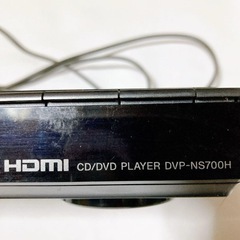 HDMI CD/DVD PLAYER DVP-NS700H